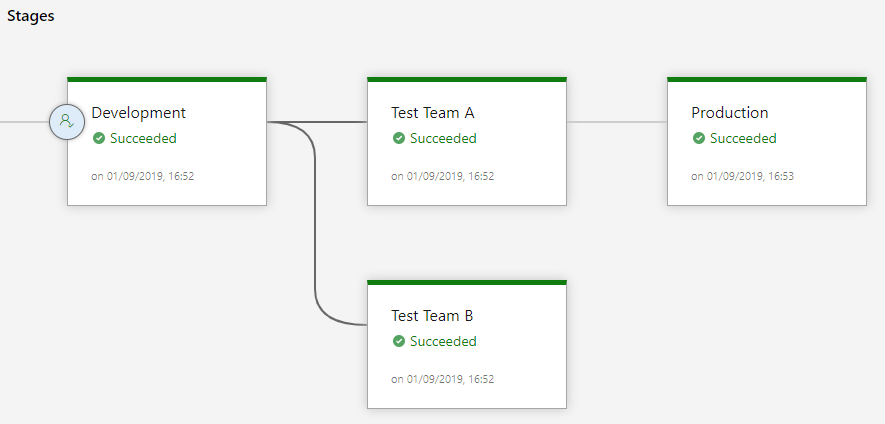 Stages
Development
Succeeded
on 01/09/2019, 16:52
Test Team A
Succeeded
on 01/09/2019, 16:52
Production
Succeeded
on 01/09/2019, 16:53
Test Team B
Succeeded
on 01/09/2019, 16:52